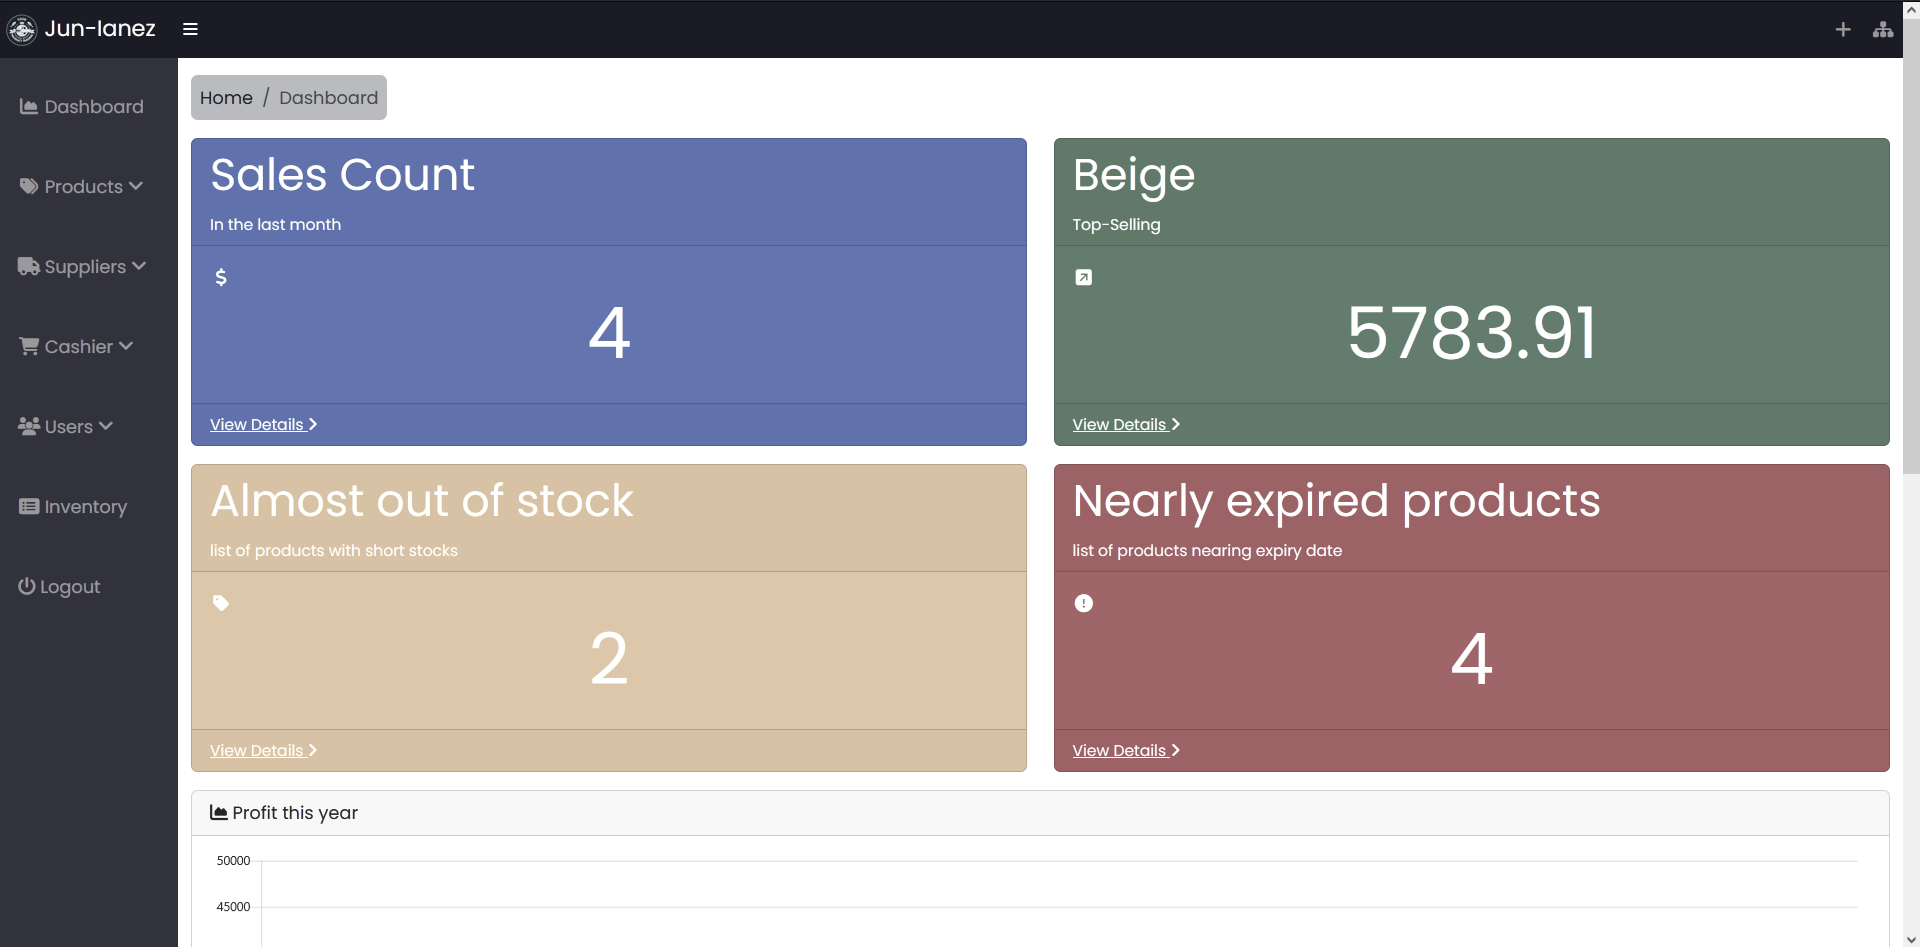 Jun-lanez
Home / Dashboard
Dashboard
Products
Suppliers
Cashier
Users
Inventory
Logout
Sales Count
In the last month
$
4
View Details
Beige
Top-Selling
5783.91
View Details
Almost out of stock
list of products with short stocks
2
View Details
Nearly expired products
list of products nearing expiry date
4
View Details
Profit this year
50000
45000